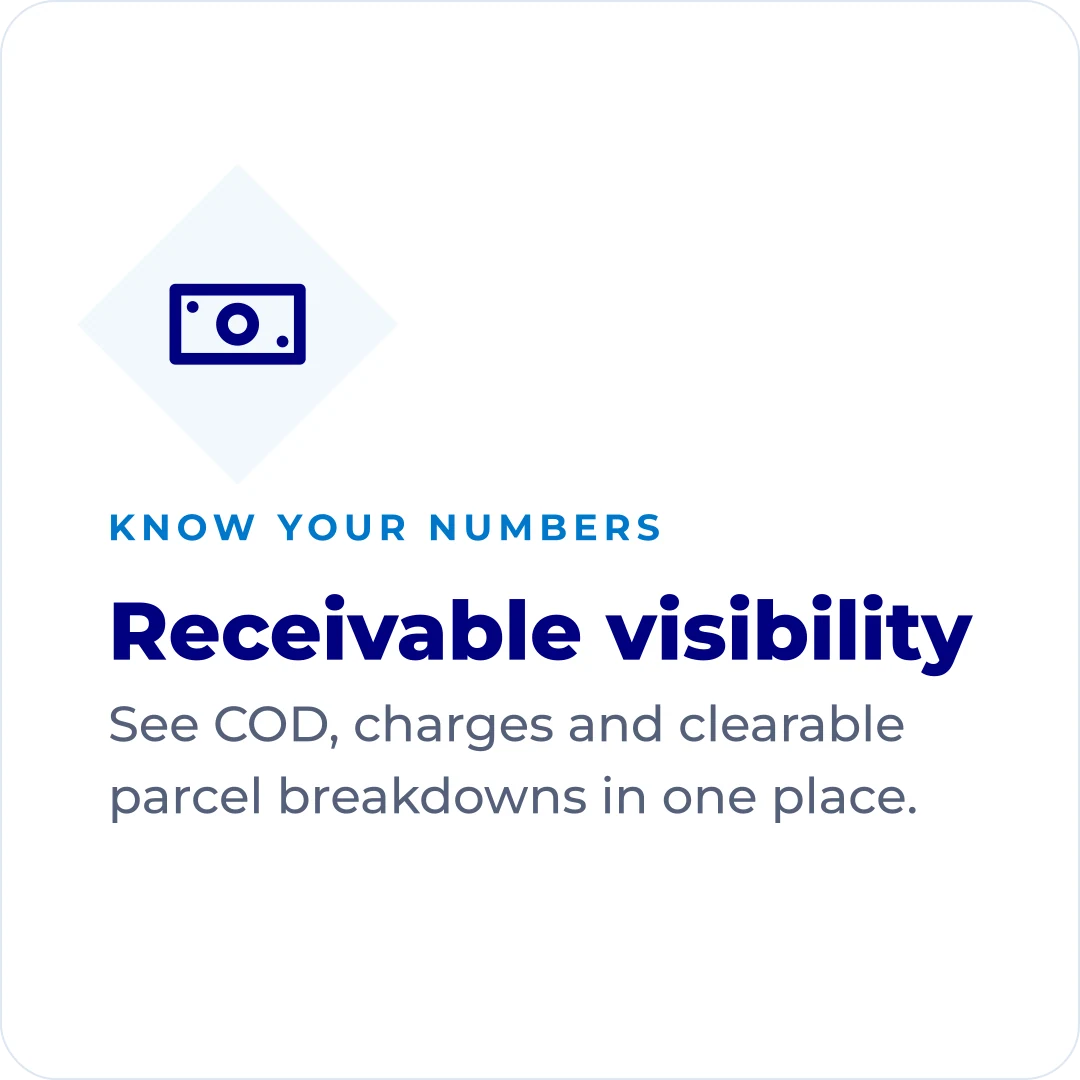 KNOW YOUR NUMBERS
Receivable visibility
See COD, charges and clearable
parcel breakdowns in one place.